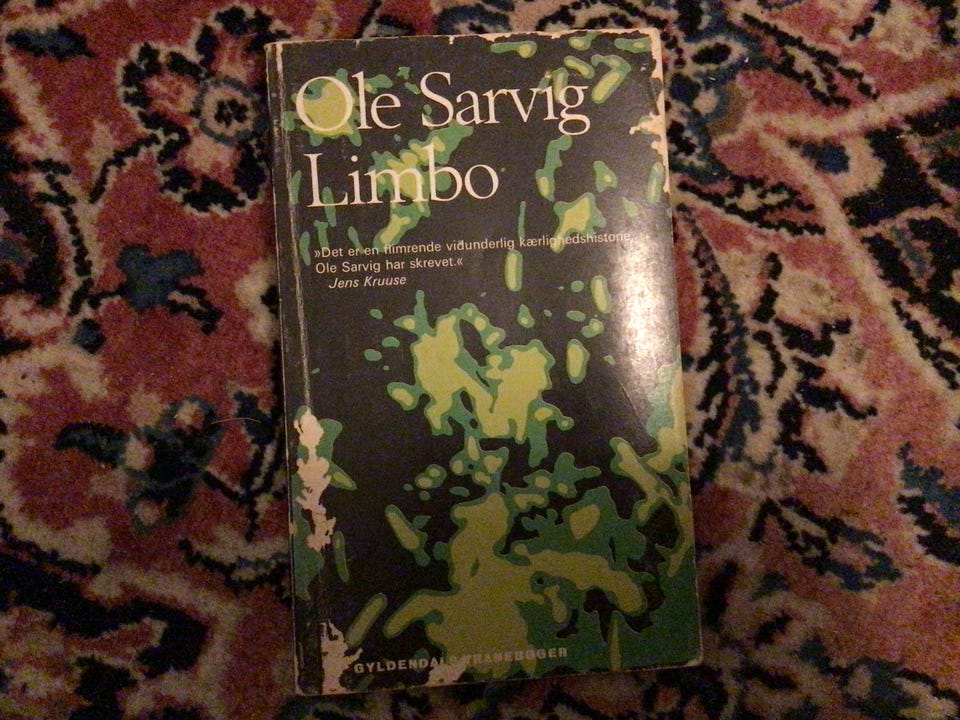 Ole Sarvig
Limbo
»Det er en flimrende vidunderlig kærlighedshistorie,
Ole Sarvig har skrevet.«
Jens Kruuse
GYLDENDALS TRANEBØGER